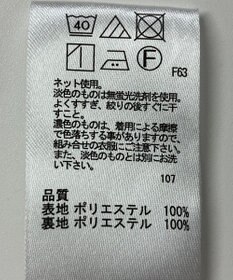 40
F
F63
ネット使用。
淡色のものは無蛍光洗剤を使用。
よくすすぎ、絞りの後すぐに干
すこと。
濃色のものは、着用による摩擦
で色落ちする事がありますので、
組み合せの衣服にご注意下さい。
また、淡色のものとは別にお洗
い下さい。
107
品質
表地 ポリエステル 100%
裏地 ポリエステル 100%